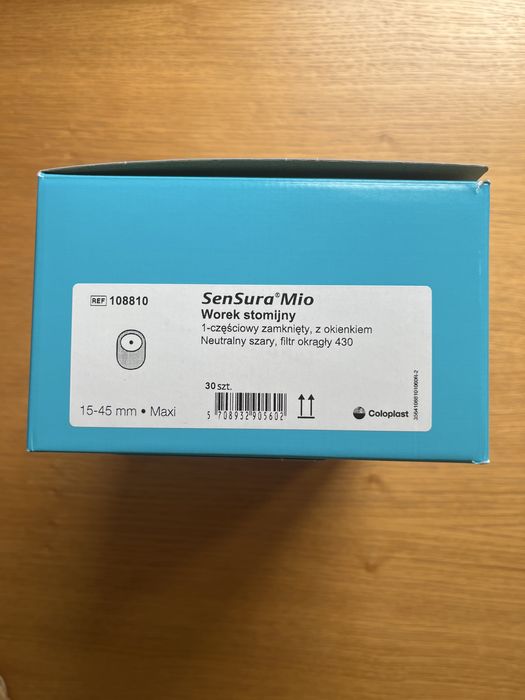 REF 108810
SenSura® Mio
Worek stomijny
1-częściowy zamknięty, z okienkiem
Neutralny szary, filtr okrągły 430
30 szt.
15-45 mm • Maxi
5 708932 905602
Coloplast